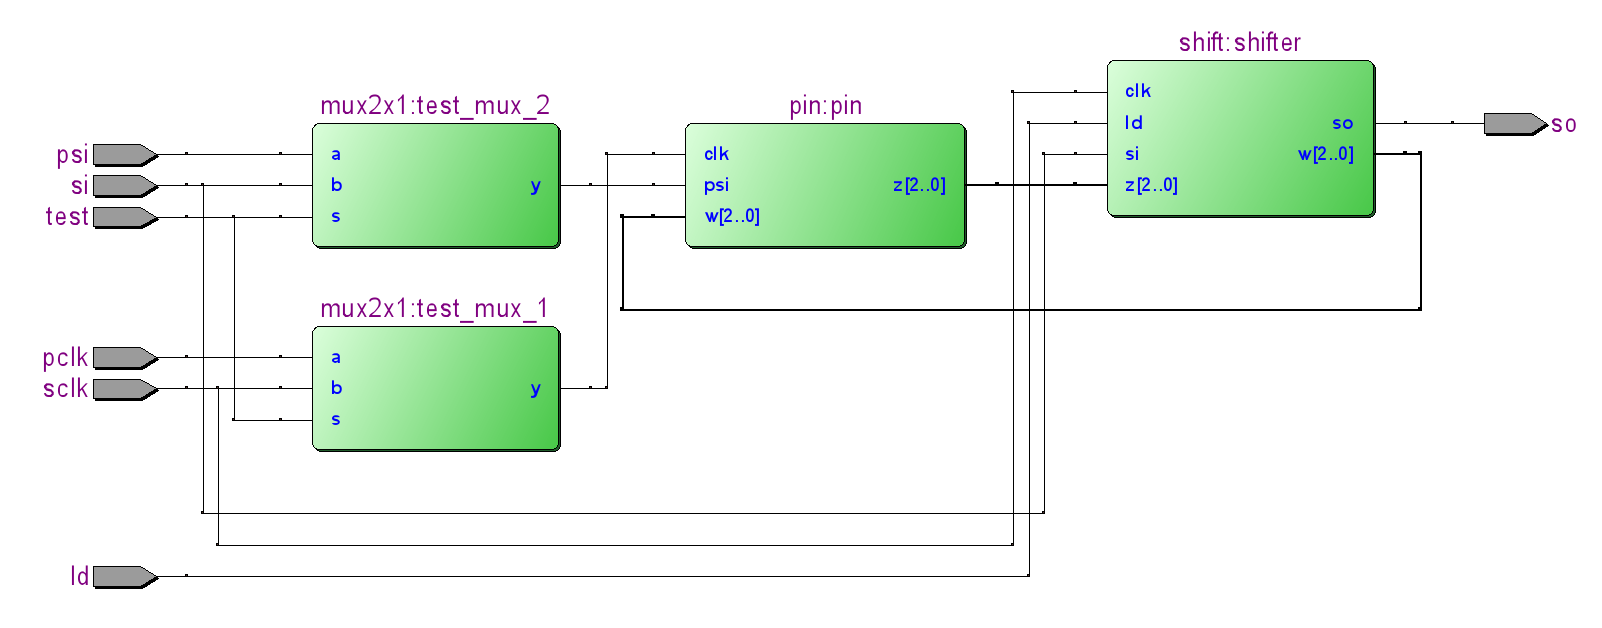 shift:shifter
mux2x1:test_mux_2
pin:pin
clk
ld
so
so
psi
a
clk
si
w[2..0]
si
b
y
psi
z[2..0]
z[2..0]
test
s
w[2..0]
mux2x1:test_mux_1
pclk
a
sclk
b
y
s
ld